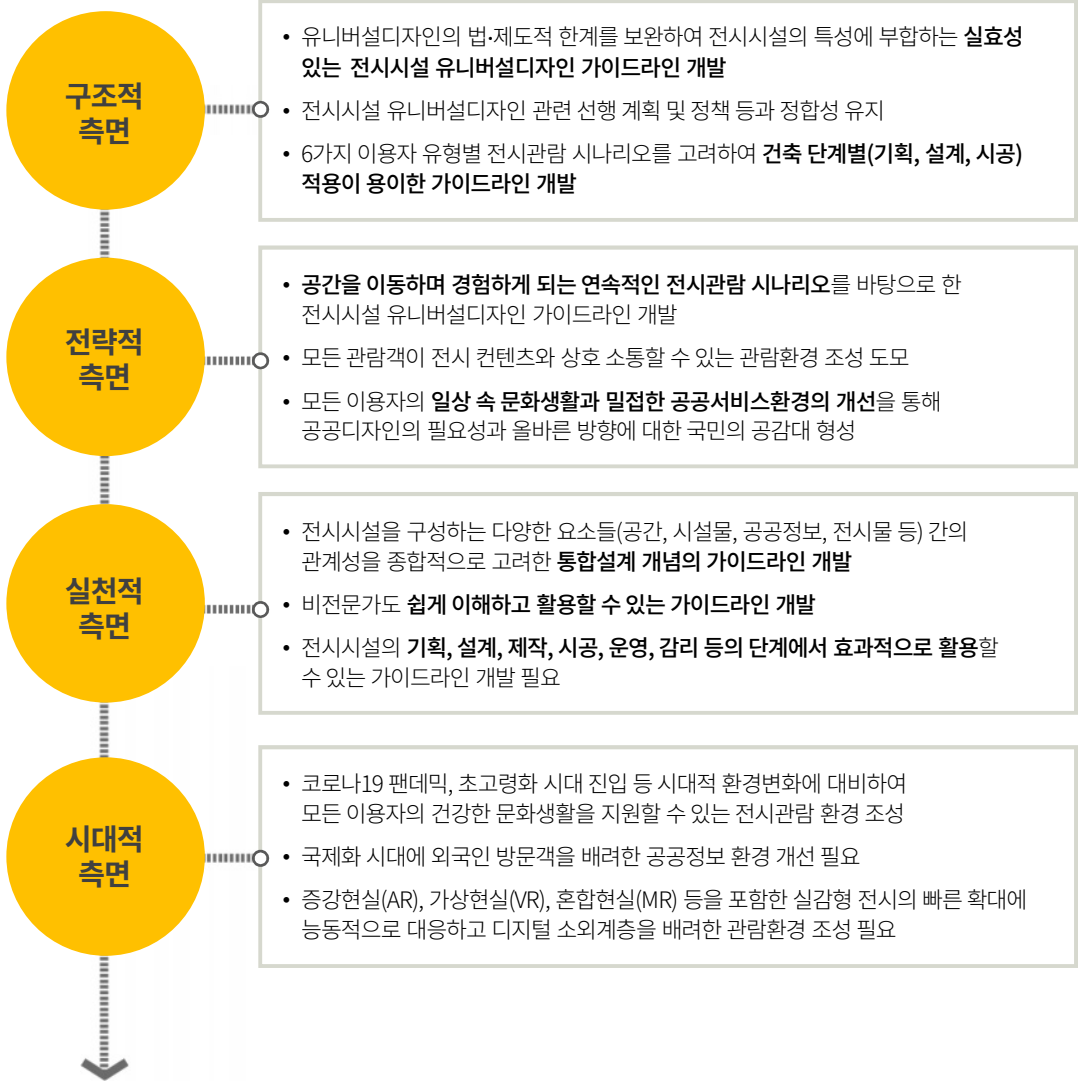 구조적
측면
• 유니버설디자인의 법·제도적 한계를 보완하여 전시시설의 특성에 부합하는 실효성
있는 전시시설 유니버설디자인 가이드라인 개발
• 전시시설 유니버설디자인 관련 선행 계획 및 정책 등과 정합성 유지
• 6가지 이용자 유형별 전시관람 시나리오를 고려하여 건축 단계별(기획, 설계, 시공)
적용이 용이한 가이드라인 개발
전략적
측면
• 공간을 이동하며 경험하게 되는 연속적인 전시관람 시나리오를 바탕으로 한
전시시설 유니버설디자인 가이드라인 개발
• 모든 관람객이 전시 컨텐츠와 상호 소통할 수 있는 관람환경 조성 도모
• 모든 이용자의 일상 속 문화생활과 밀접한 공공서비스환경의 개선을 통해
공공디자인의 필요성과 올바른 방향에 대한 국민의 공감대 형성
실천적
측면
• 전시시설을 구성하는 다양한 요소들(공간, 시설물, 공공정보, 전시물 등) 간의
관계성을 종합적으로 고려한 통합설계 개념의 가이드라인 개발
• 비전문가도 쉽게 이해하고 활용할 수 있는 가이드라인 개발
• 전시시설의 기획, 설계, 제작, 시공, 운영, 감리 등의 단계에서 효과적으로 활용할
수 있는 가이드라인 개발 필요
시대적
측면
• 코로나19 팬데믹, 초고령화 시대 진입 등 시대적 환경변화에 대비하여
모든 이용자의 건강한 문화생활을 지원할 수 있는 전시관람 환경 조성
• 국제화 시대에 외국인 방문객을 배려한 공공정보 환경 개선 필요
• 증강현실(AR), 가상현실(VR), 혼합현실(MR) 등을 포함한 실감형 전시의 빠른 확대에
능동적으로 대응하고 디지털 소외계층을 배려한 관람환경 조성 필요